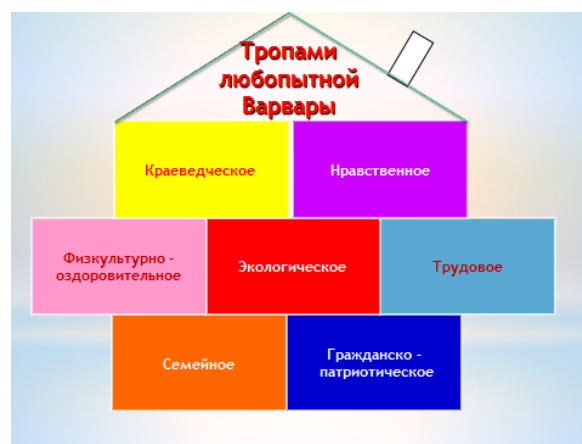 Тропами
любопытной
Варвары
Краеведческое
Нравственное
Физкультурно -
оздоровительное
Экологическое
Трудовое
Семейное
Гражданско -
патриотическое